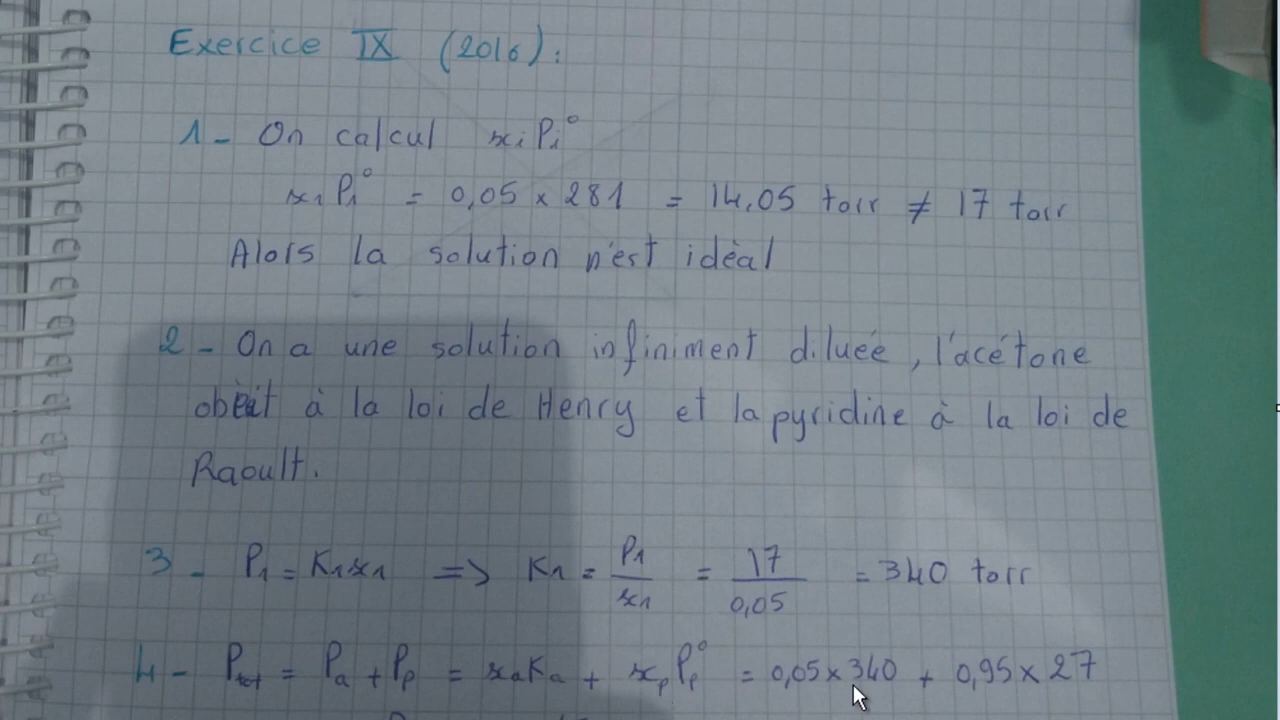 Exercice IX (2016):
1- On calcul xiPi°
x1P1° = 0,05 x 281 = 14,05 torr ≠ 17 torr
Alors la solution n'est idéal
2- On a une solution infiniment diluée, l'acétone
obéit à la loi de Henry et la pyridine à la loi de
Raoult.
3- P1 = K1x1 => K1 = P1/x1 = 17/0,05 = 340 torr
4- Ptot = Pa + Pp = xaKa + xpPp° = 0,05 x 340 + 0,95 x 27